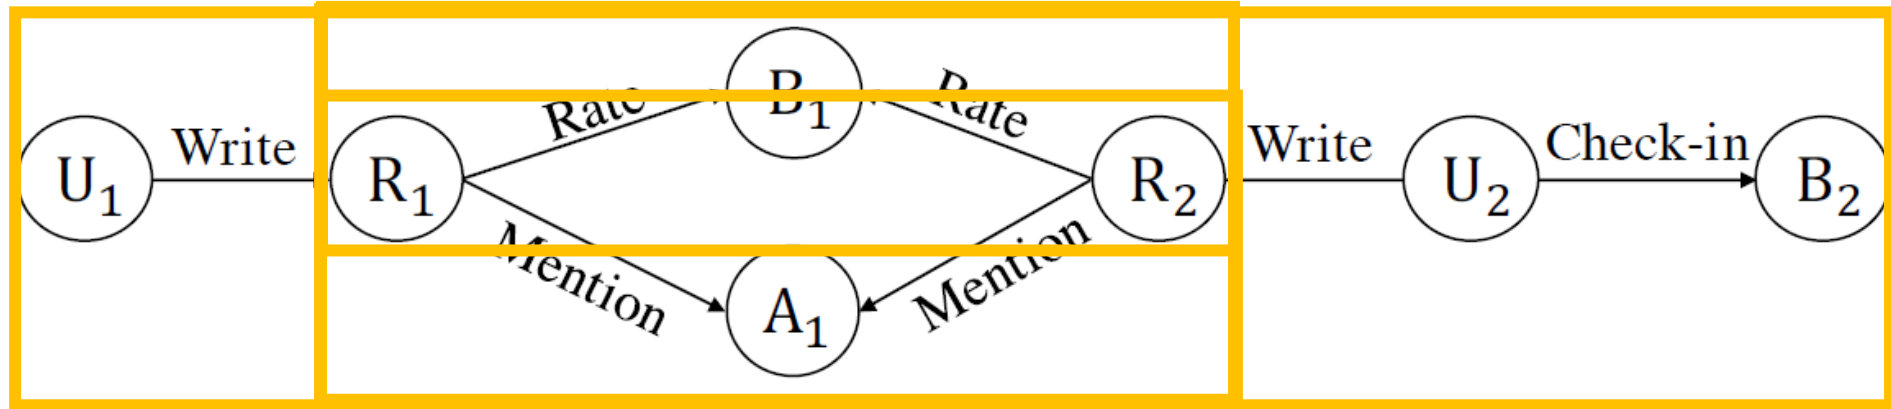 B₁
Rate Rate
U₁ Write R₁ R₂ Write U₂ Check-in B₂
Mention Mention
A₁